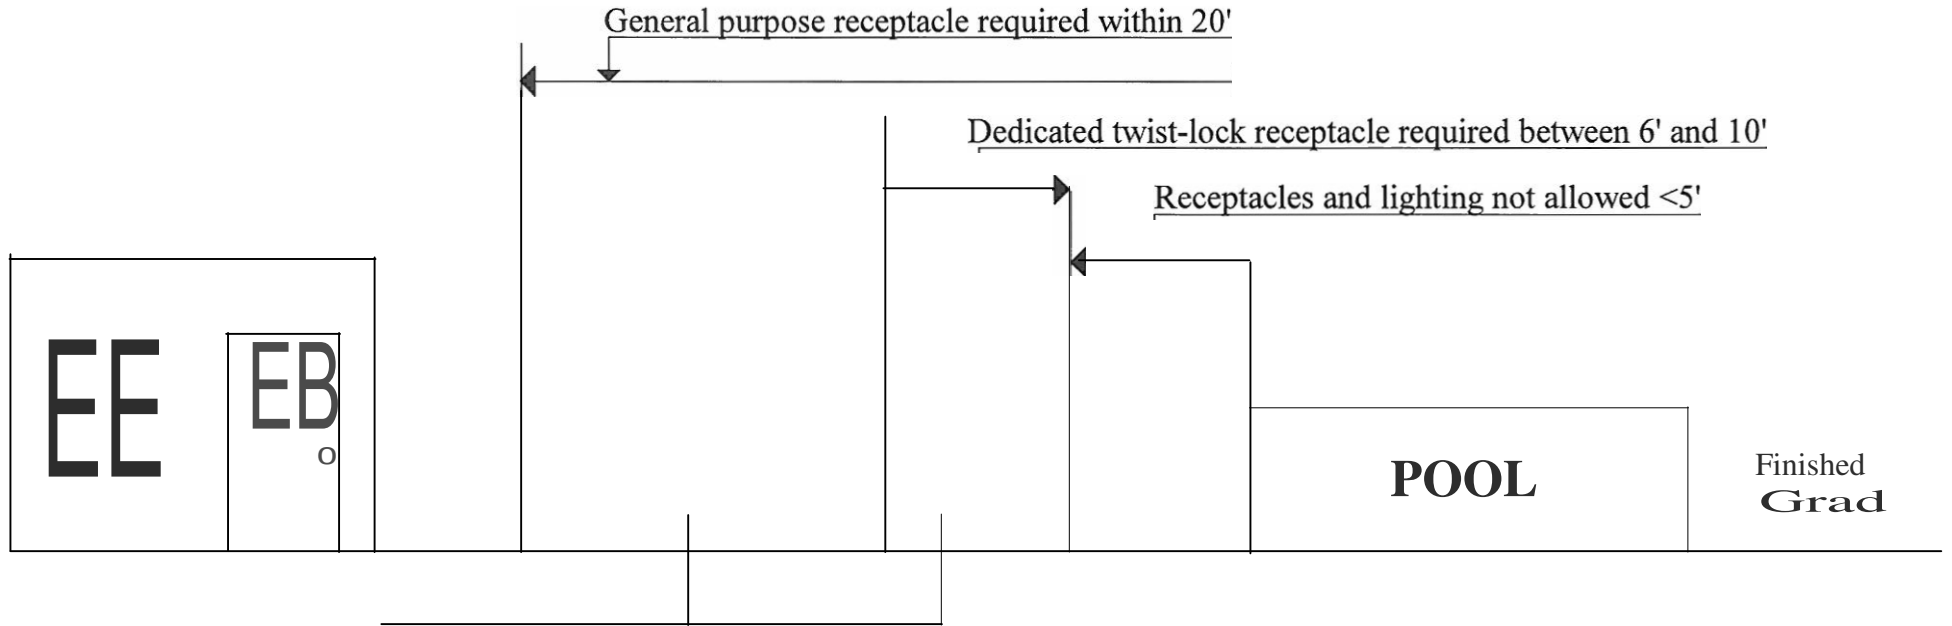 General purpose receptacle required within 20'
Dedicated twist-lock receptacle required between 6' and 10'
Receptacles and lighting not allowed <5'
EE
EB
o
POOL
Finished
Grad